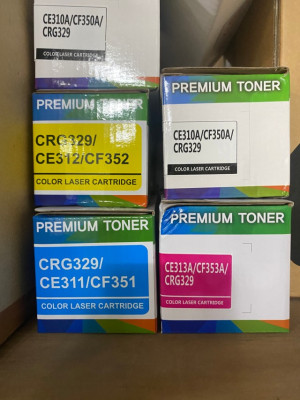 CE310A/CF350A/
CRG329
COLOR LASER CARTRIDGE
PREMIUM TONER
CRG329/
CE312/CF352
COLOR LASER CARTRIDGE
PREMIUM TONER
CRG329/
CE311/CF351
COLOR LASER CARTRIDGE
PREMIUM TONER
CE310A/CF350A/
CRG329
COLOR LASER CARTRIDGE
PREMIUM TONER
CE313A/CF353A/
CRG329
COLOR LASER CARTRIDGE